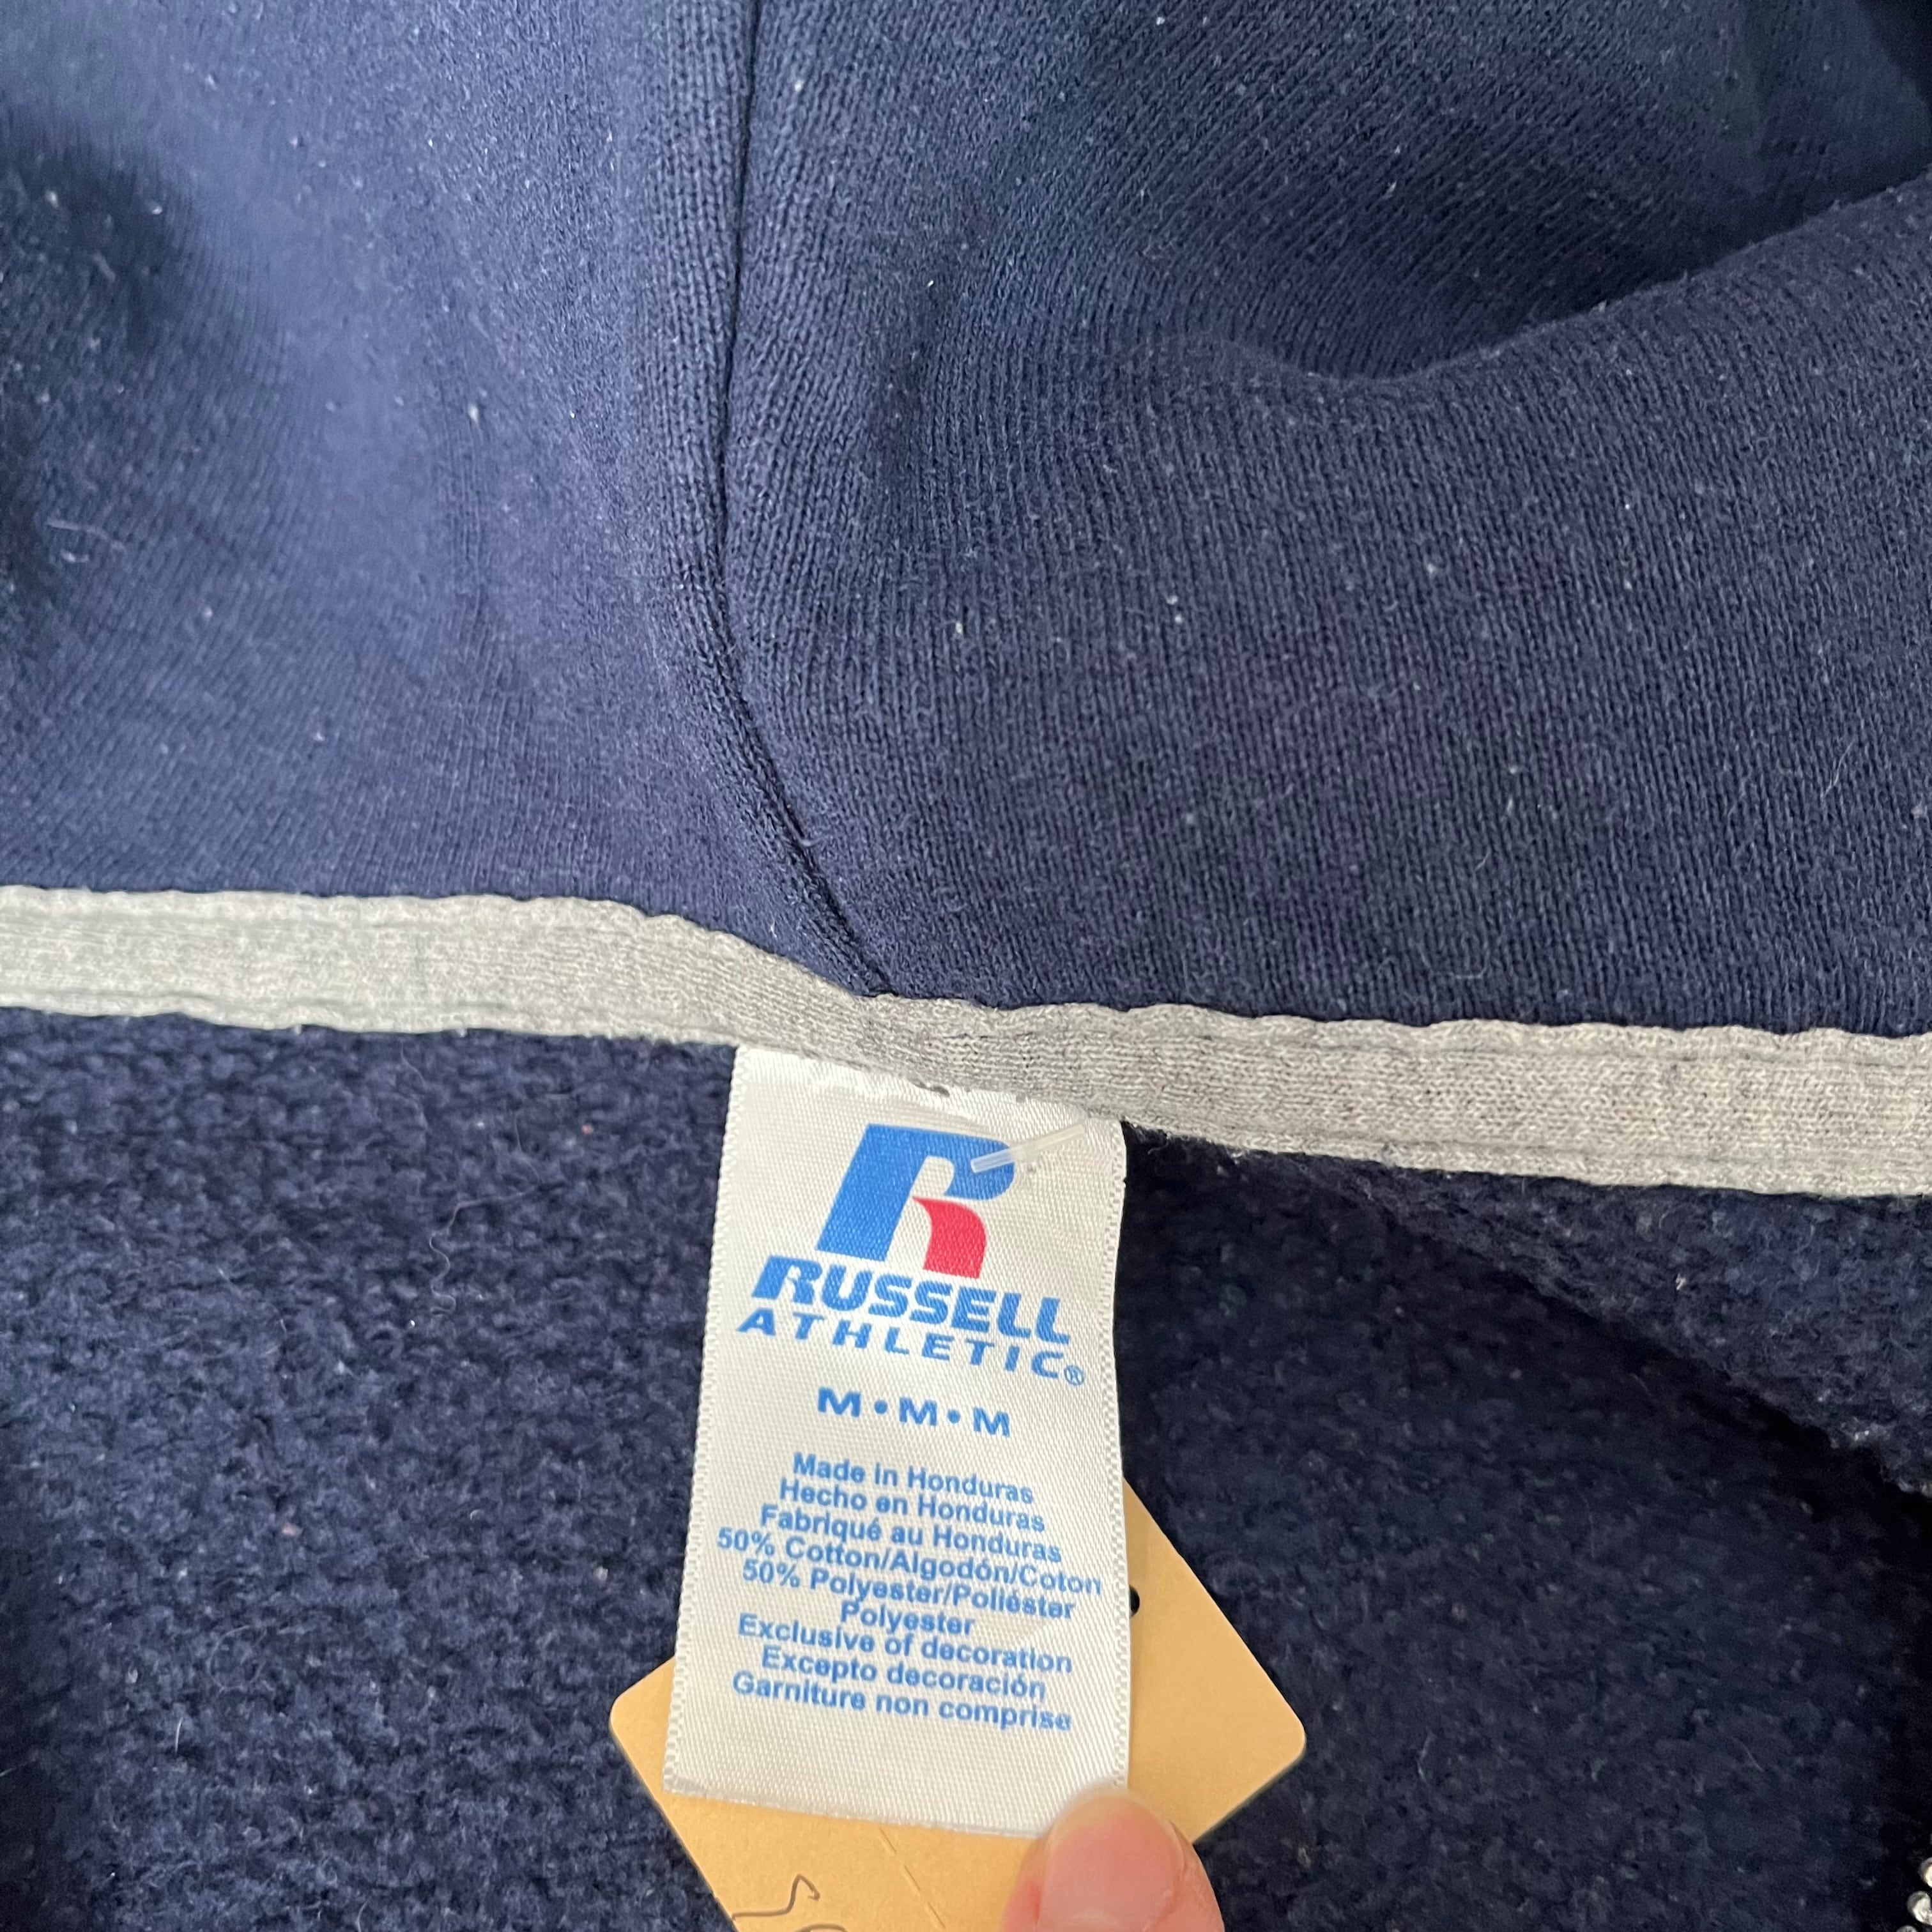 RUSSELL
ATHLETIC®
M•M•M
Made in Honduras
Hecho en Honduras
Fabriqué au Honduras
50% Cotton/Algodón/Coton
50% Polyester/Poliéster
Polyester
Exclusive of decoration
Excepto decoración
Garniture non comprise